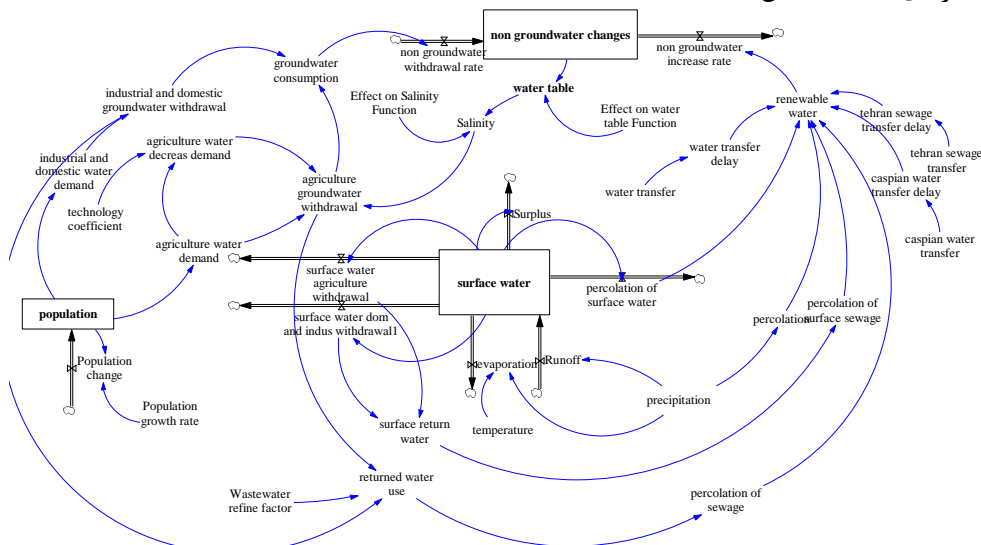 non groundwater changes
non groundwater
withdrawal rate
non groundwater
increase rate
groundwater
consumption
industrial and domestic
groundwater withdrawal
Effect on Salinity
Function
water table
Salinity
Effect on water
table Function
renewable
water
tehran sewage
transfer delay
tehran sewage
transfer
agriculture water
decreas demand
industrial and
domestic water
demand
technology
coefficient
agriculture
groundwater
withdrawal
water transfer
delay
water transfer
caspian water
transfer delay
caspian water
transfer
agriculture water
demand
Surplus
surface water
agriculture
withdrawal
surface water
percolation of
surface water
surface water dom
and indus withdrawal1
population
percolation
percolation of
surface sewage
Population
change
evaporation
Runoff
Population
growth rate
precipitation
temperature
surface return
water
returned water
use
Wastewater
refine factor
percolation of
sewage